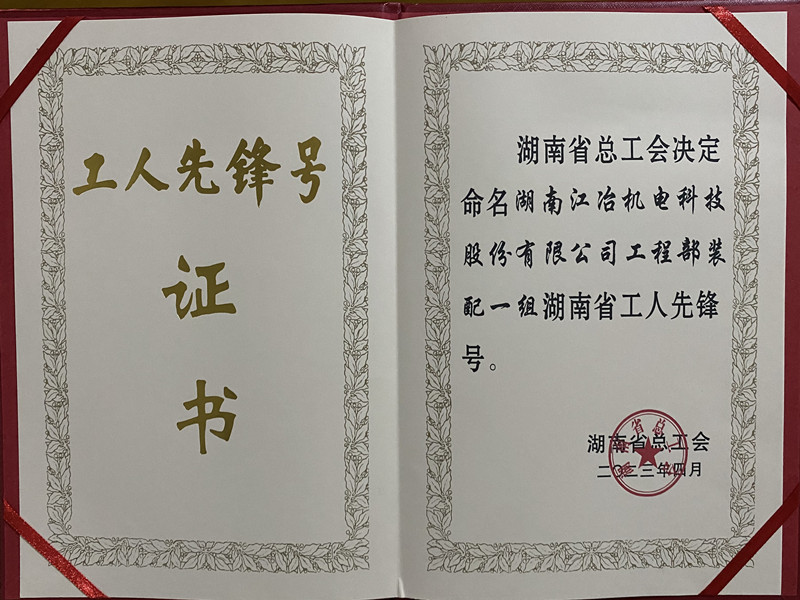 工人先锋号
证
书
湖南省总工会决定
命名湖南江冶机电科技
股份有限公司工程部装
配一组湖南省工人先锋
号。
湖南省总工会
二〇二三年四月